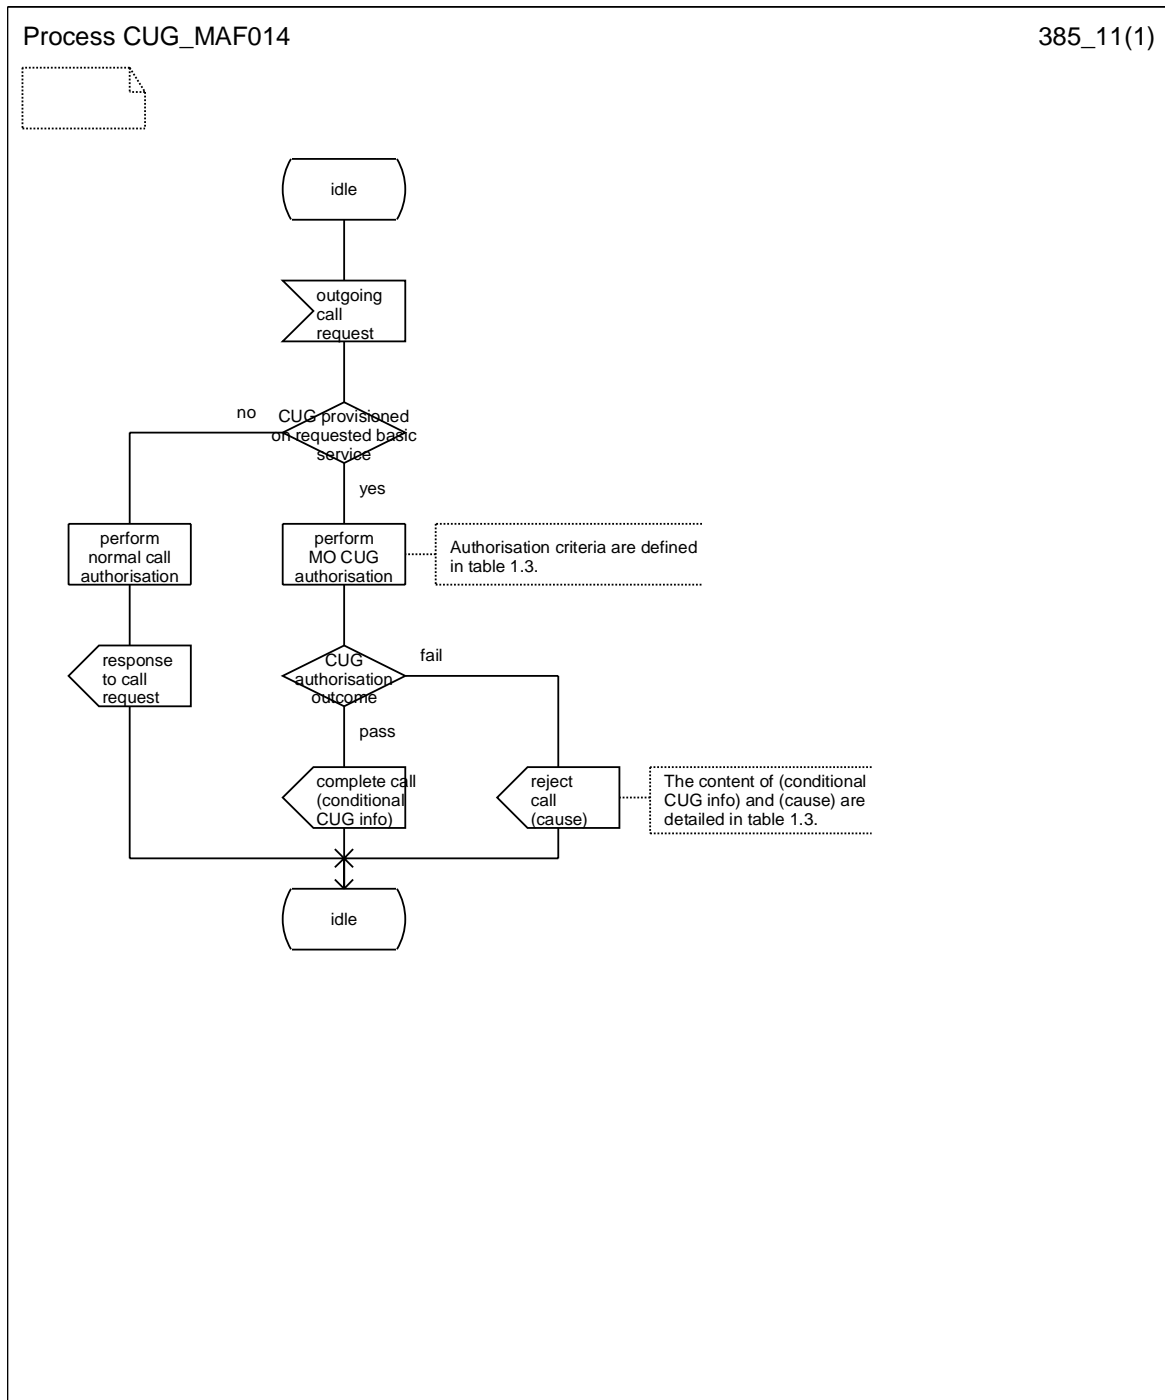 Process CUG_MAF014
385_11(1)
idle
outgoing
call
request
no
CUG provisioned
on requested basic
service
yes
perform
normal call
authorisation
perform
MO CUG
authorisation
Authorisation criteria are defined
in table 1.3.
response
to call
request
CUG
authorisation
outcome
fail
pass
complete call
(conditional
CUG info)
reject
call
(cause)
The content of (conditional
CUG info) and (cause) are
detailed in table 1.3.
idle